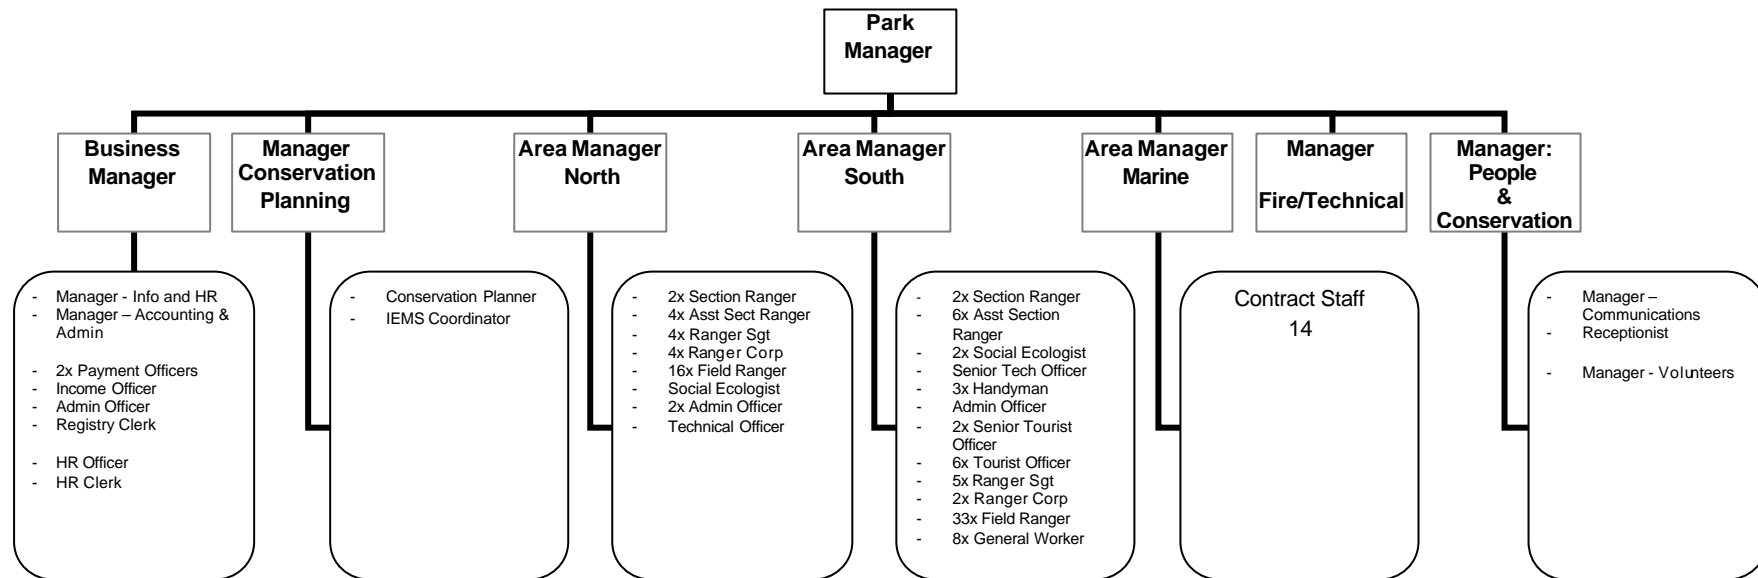 Park
Manager
Business
Manager
Manager
Conservation
Planning
Area Manager
North
Area Manager
South
Area Manager
Marine
Manager
Fire/Technical
Manager:
People
&
Conservation
- Manager - Info and HR
- Manager – Accounting &
Admin
- 2x Payment Officers
- Income Officer
- Admin Officer
- Registry Clerk
- HR Officer
- HR Clerk
- Conservation Planner
- IEMS Coordinator
- 2x Section Ranger
- 4x Asst Sect Ranger
- 4x Ranger Sgt
- 4x Ranger Corp
- 16x Field Ranger
- Social Ecologist
- 2x Admin Officer
- Technical Officer
- 2x Section Ranger
- 6x Asst Section
Ranger
- 2x Social Ecologist
- Senior Tech Officer
- 3x Handyman
- Admin Officer
- 2x Senior Tourist
Officer
- 6x Tourist Officer
- 5x Ranger Sgt
- 2x Ranger Corp
- 33x Field Ranger
- 8x General Worker
Contract Staff
14
- Manager –
Communications
- Receptionist
- Manager - Volunteers